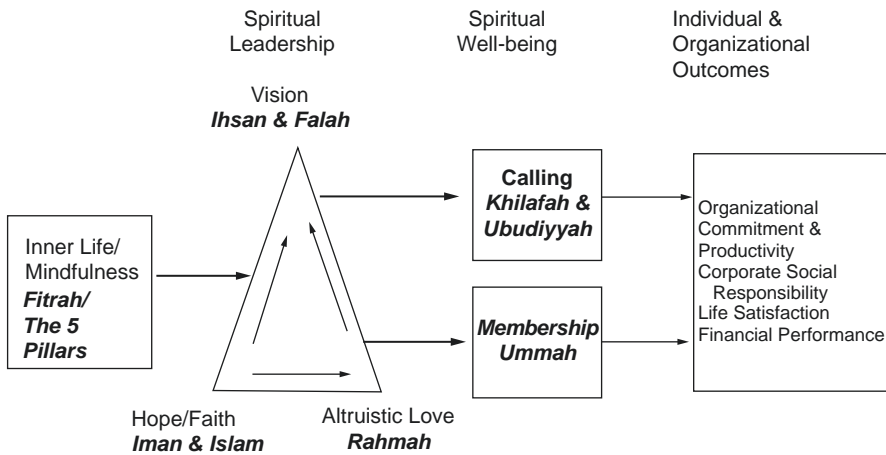 Spiritual
Leadership
Spiritual
Well-being
Individual &
Organizational
Outcomes
Vision
Ihsan & Falah
Inner Life/
Mindfulness
Fitrah/
The 5
Pillars
Hope/Faith
Iman & Islam
Altruistic Love
Rahmah
Calling
Khilafah &
Ubudiyyah
Membership
Ummah
Organizational
Commitment &
Productivity
Corporate Social
Responsibility
Life Satisfaction
Financial Performance